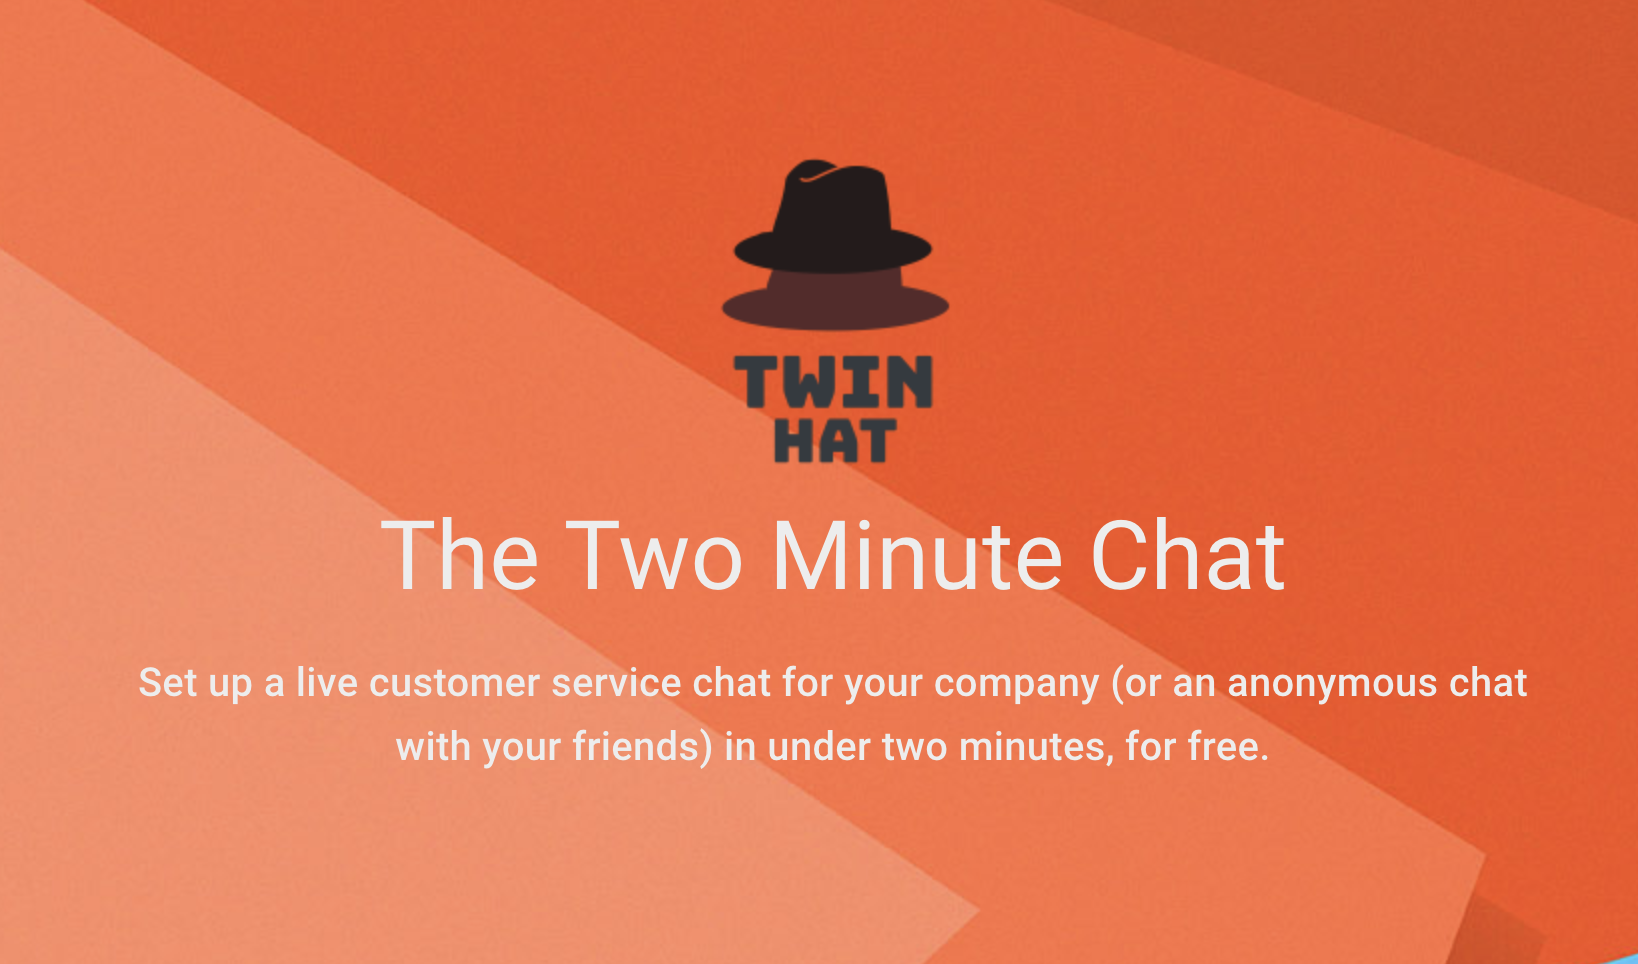 TWIN
HAT
The Two Minute Chat
Set up a live customer service chat for your company (or an anonymous chat
with your friends) in under two minutes, for free.